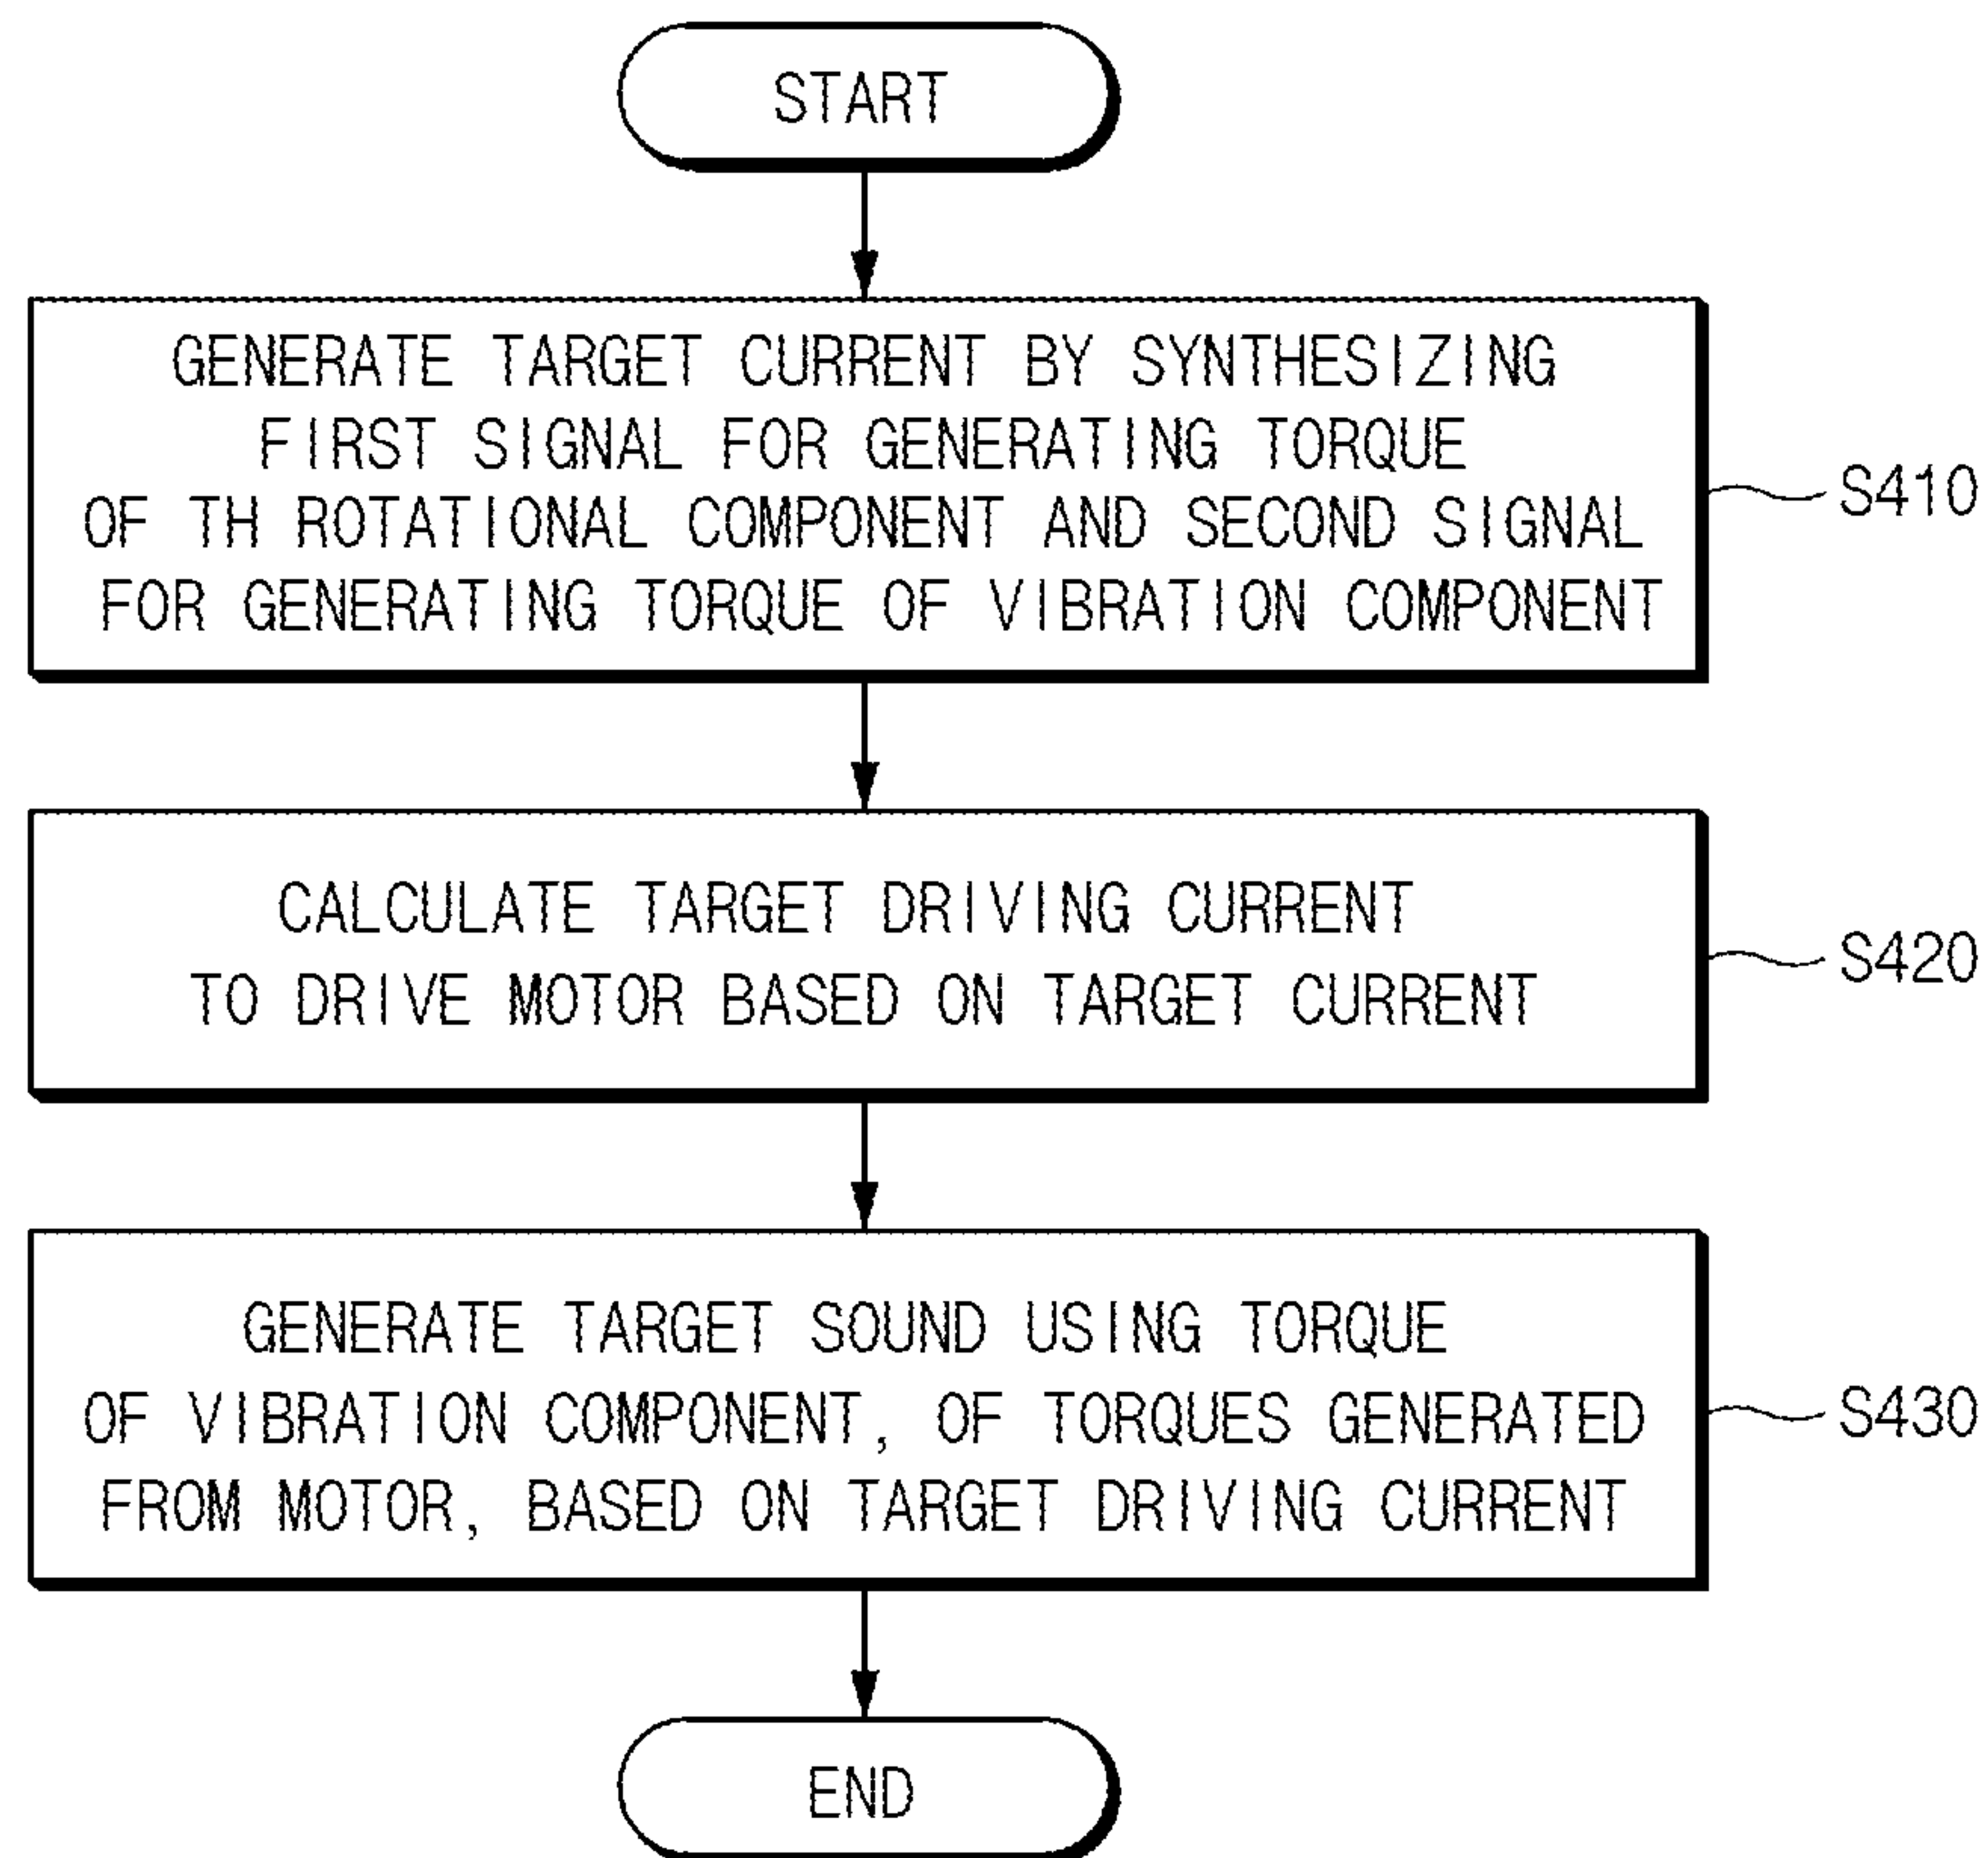 START
GENERATE TARGET CURRENT BY SYNTHESIZING
FIRST SIGNAL FOR GENERATING TORQUE
OF TH ROTATIONAL COMPONENT AND SECOND SIGNAL
FOR GENERATING TORQUE OF VIBRATION COMPONENT
S410
CALCULATE TARGET DRIVING CURRENT
TO DRIVE MOTOR BASED ON TARGET CURRENT
S420
GENERATE TARGET SOUND USING TORQUE
OF VIBRATION COMPONENT, OF TORQUES GENERATED
FROM MOTOR, BASED ON TARGET DRIVING CURRENT
S430
END